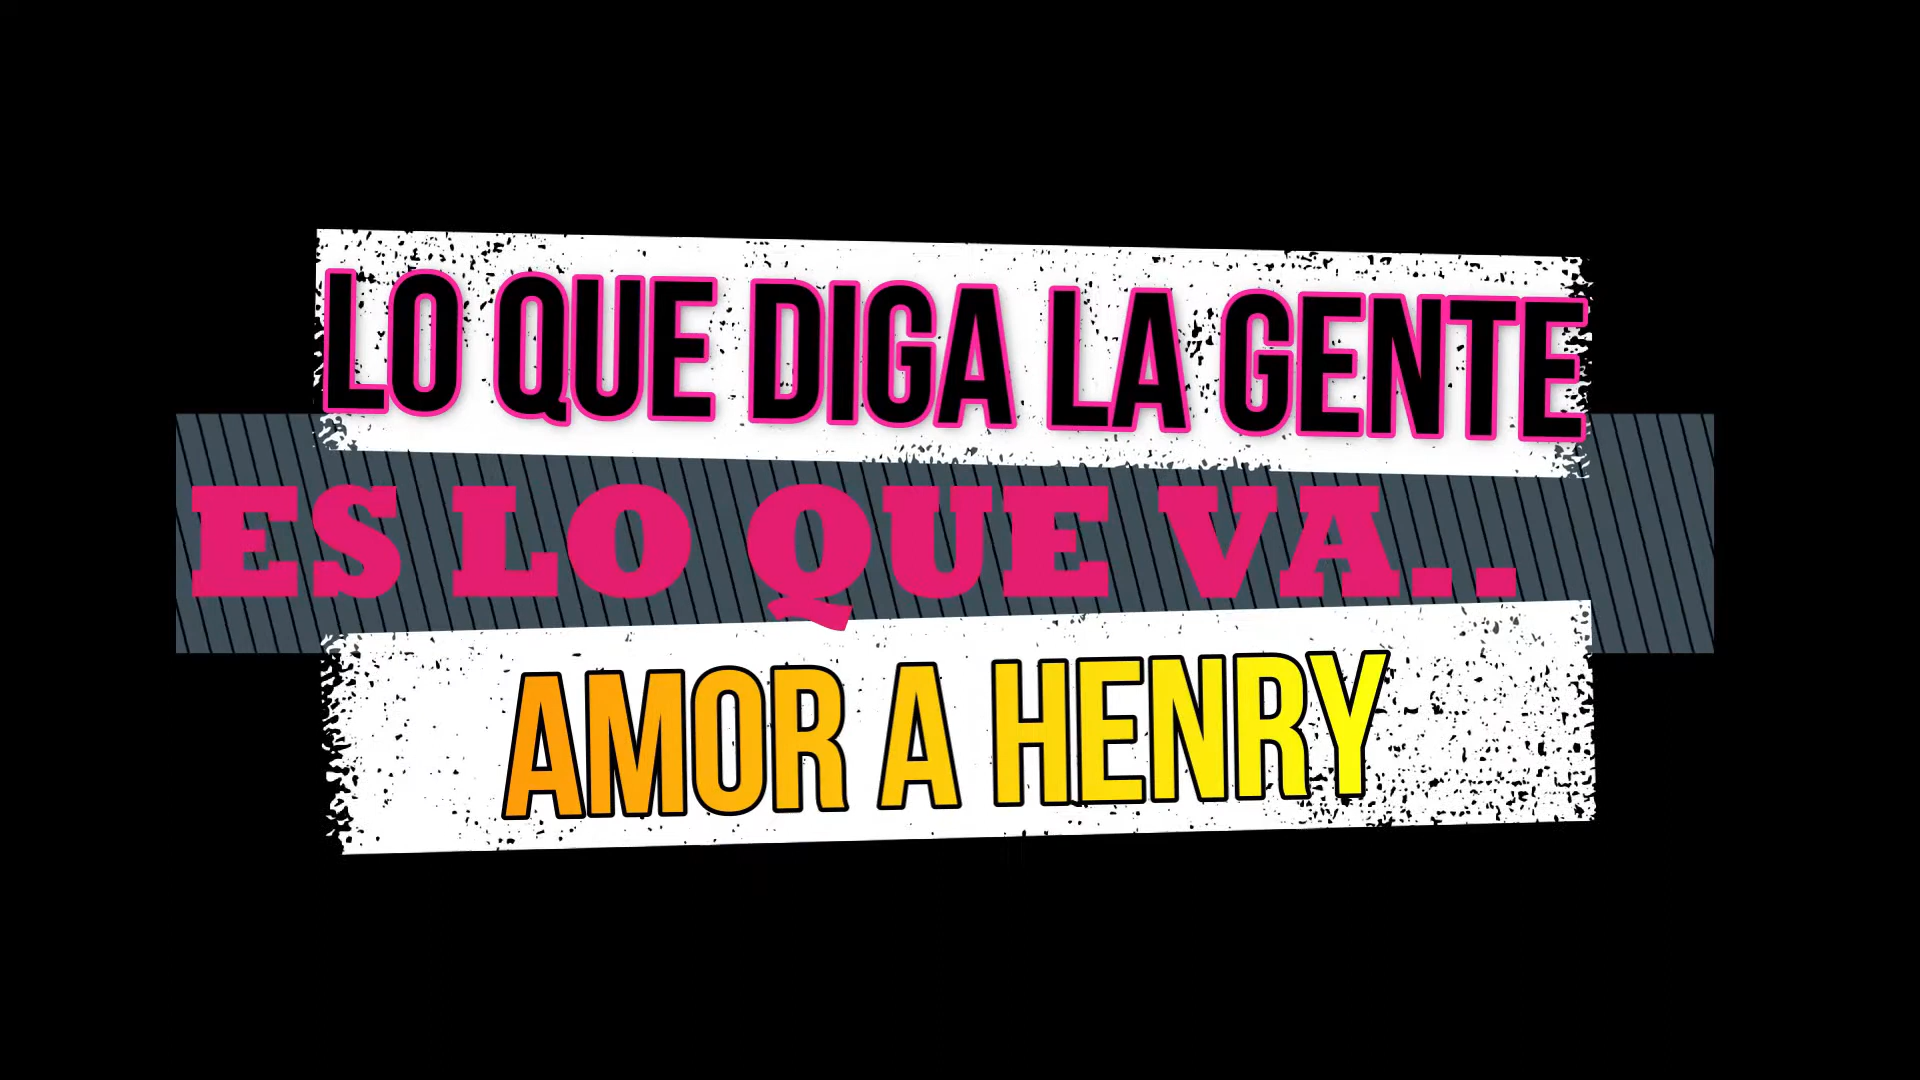 LO QUE DIGA LA GENTE
ES LO QUE VA..
AMOR A HENRY